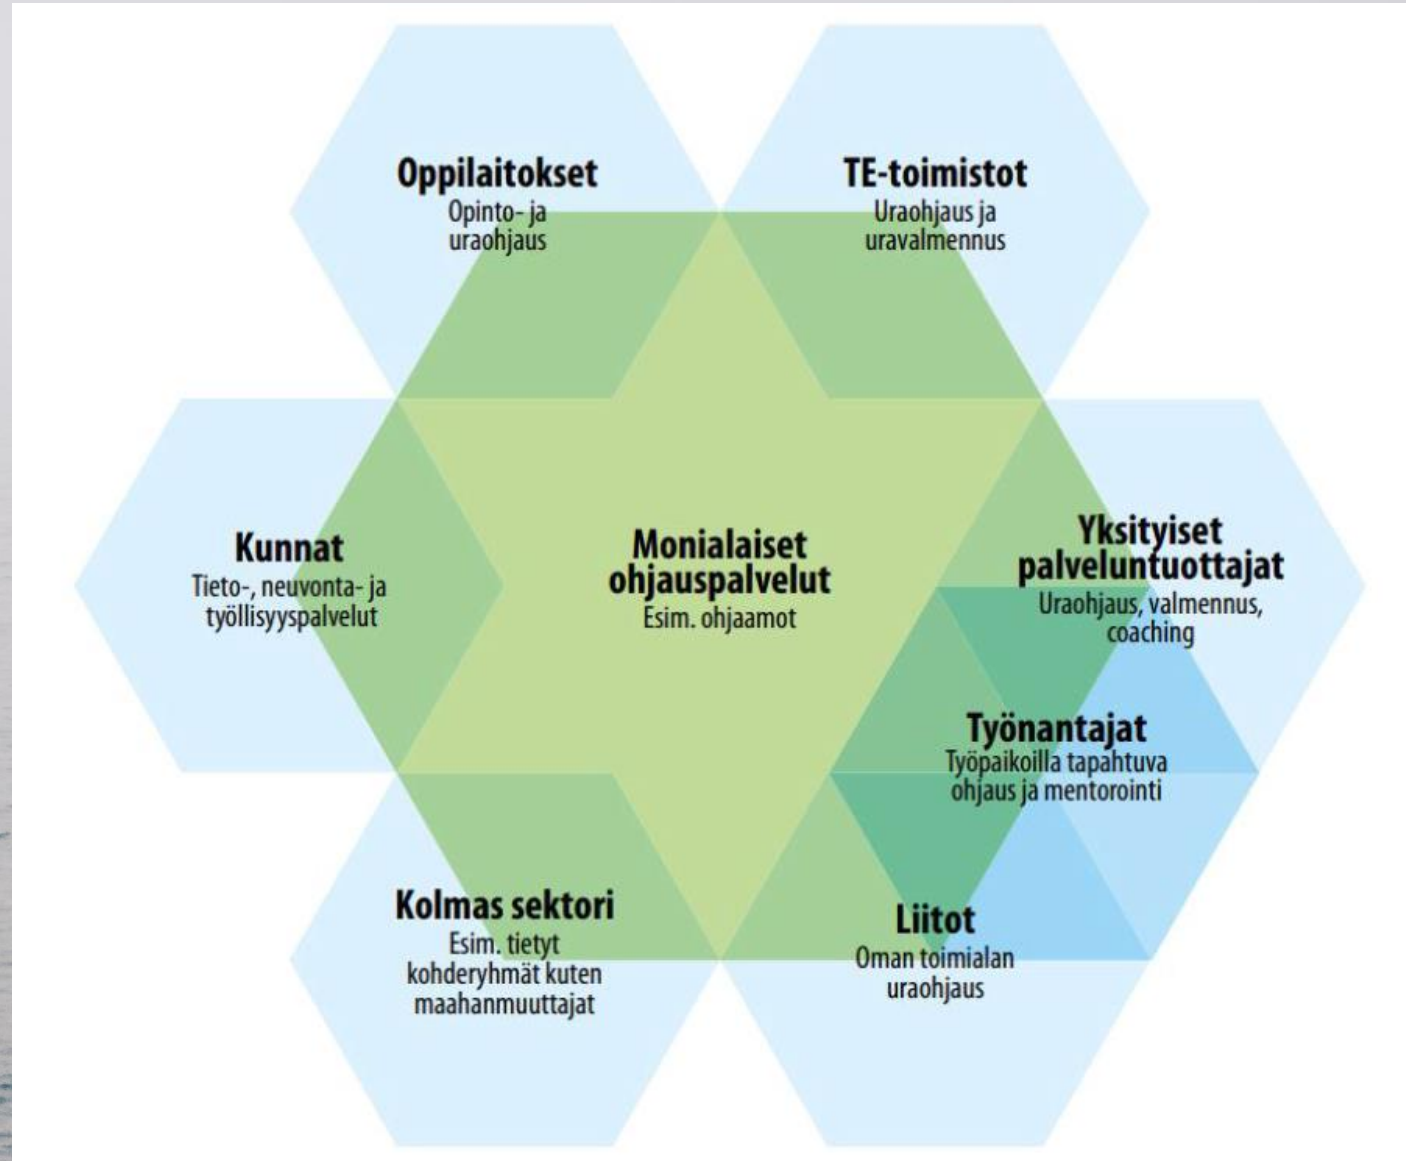 Oppilaitokset
Opinto- ja
uraohjaus
TE-toimistot
Uraohjaus ja
uravalmennus
Kunnat
Tieto-, neuvonta- ja
työllisyyspalvelut
Monialaiset
ohjauspalvelut
Esim. ohjaamot
Yksityiset
palveluntuottajat
Uraohjaus, valmennus,
coaching
Työnantajat
Työpaikoilla tapahtuva
ohjaus ja mentorointi
Kolmas sektori
Esim. tietyt
kohderyhmät kuten
maahanmuuttajat
Liitot
Oman toimialan
uraohjaus